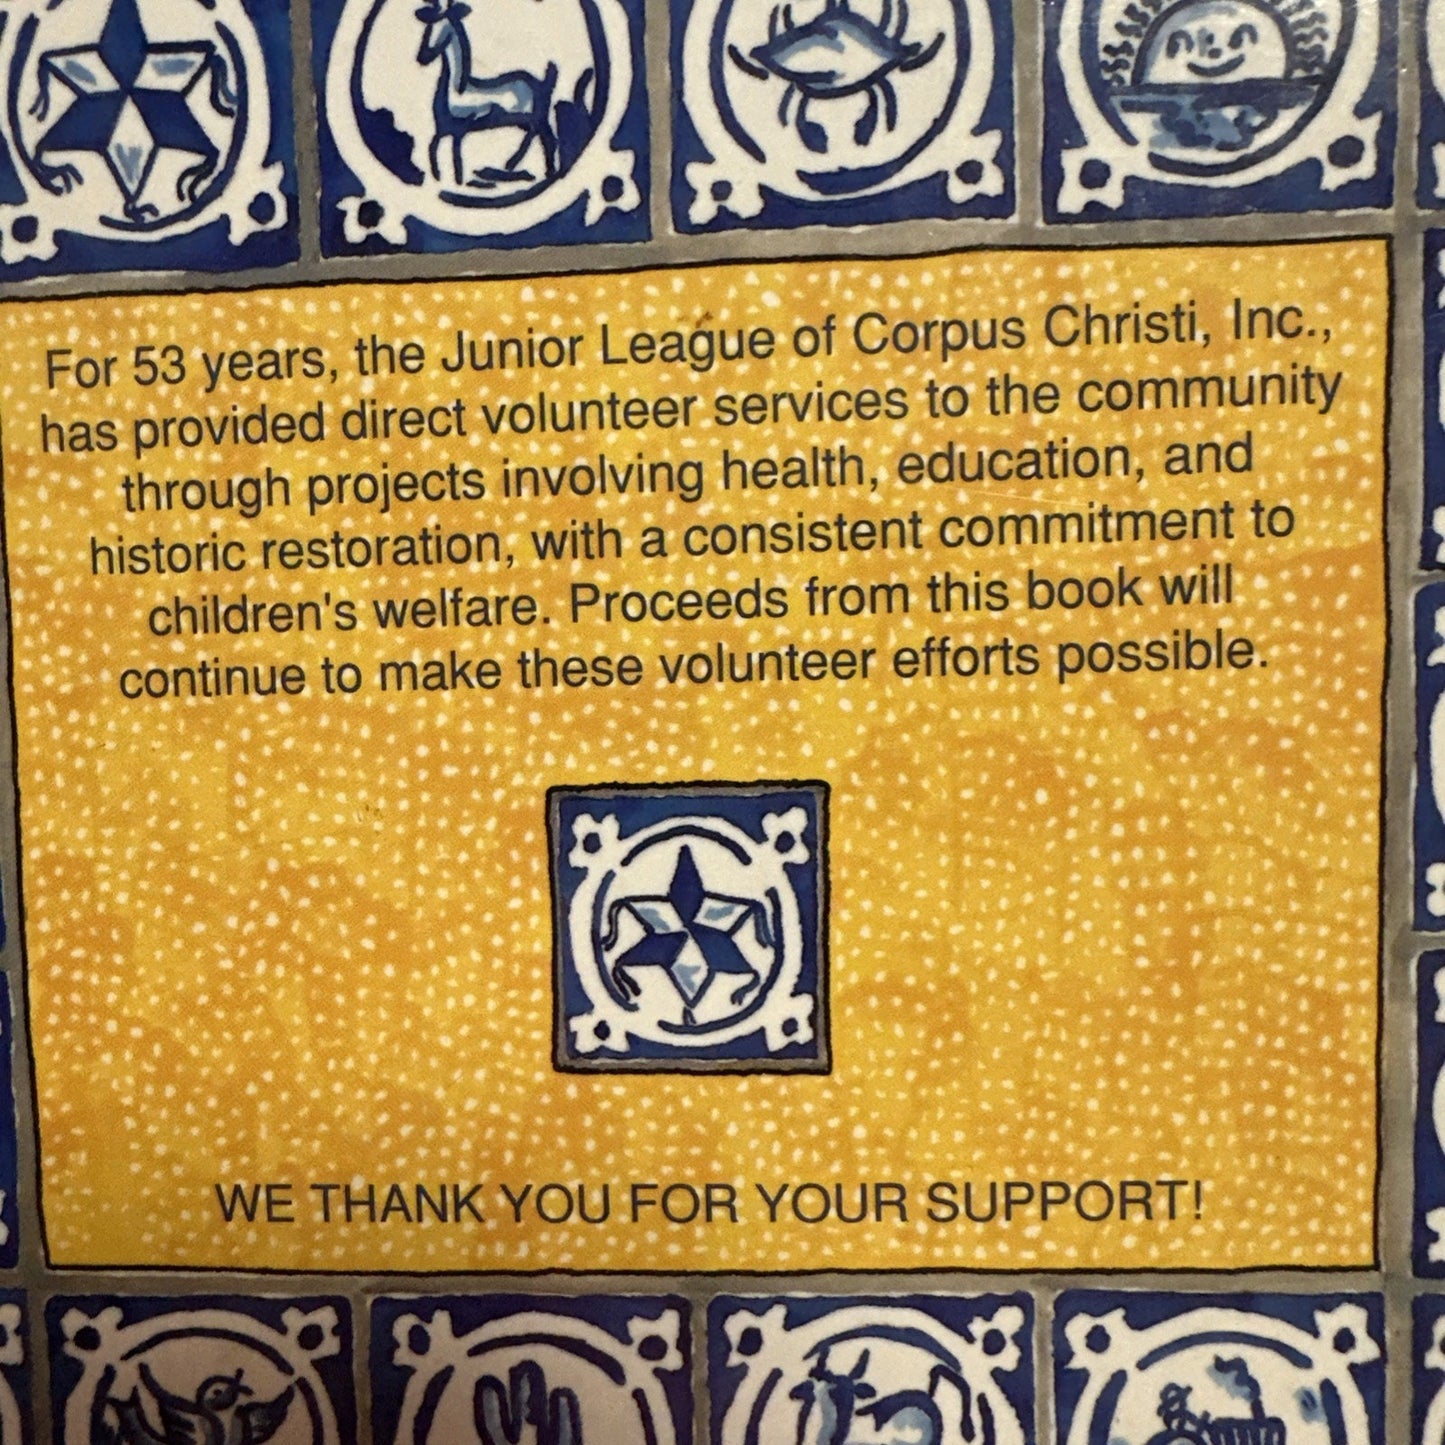 For 53 years, the Junior League of Corpus Christi, Inc.,
has provided direct volunteer services to the community
through projects involving health, education, and
historic restoration, with a consistent commitment to
children's welfare. Proceeds from this book will
continue to make these volunteer efforts possible.
WE THANK YOU FOR YOUR SUPPORT!